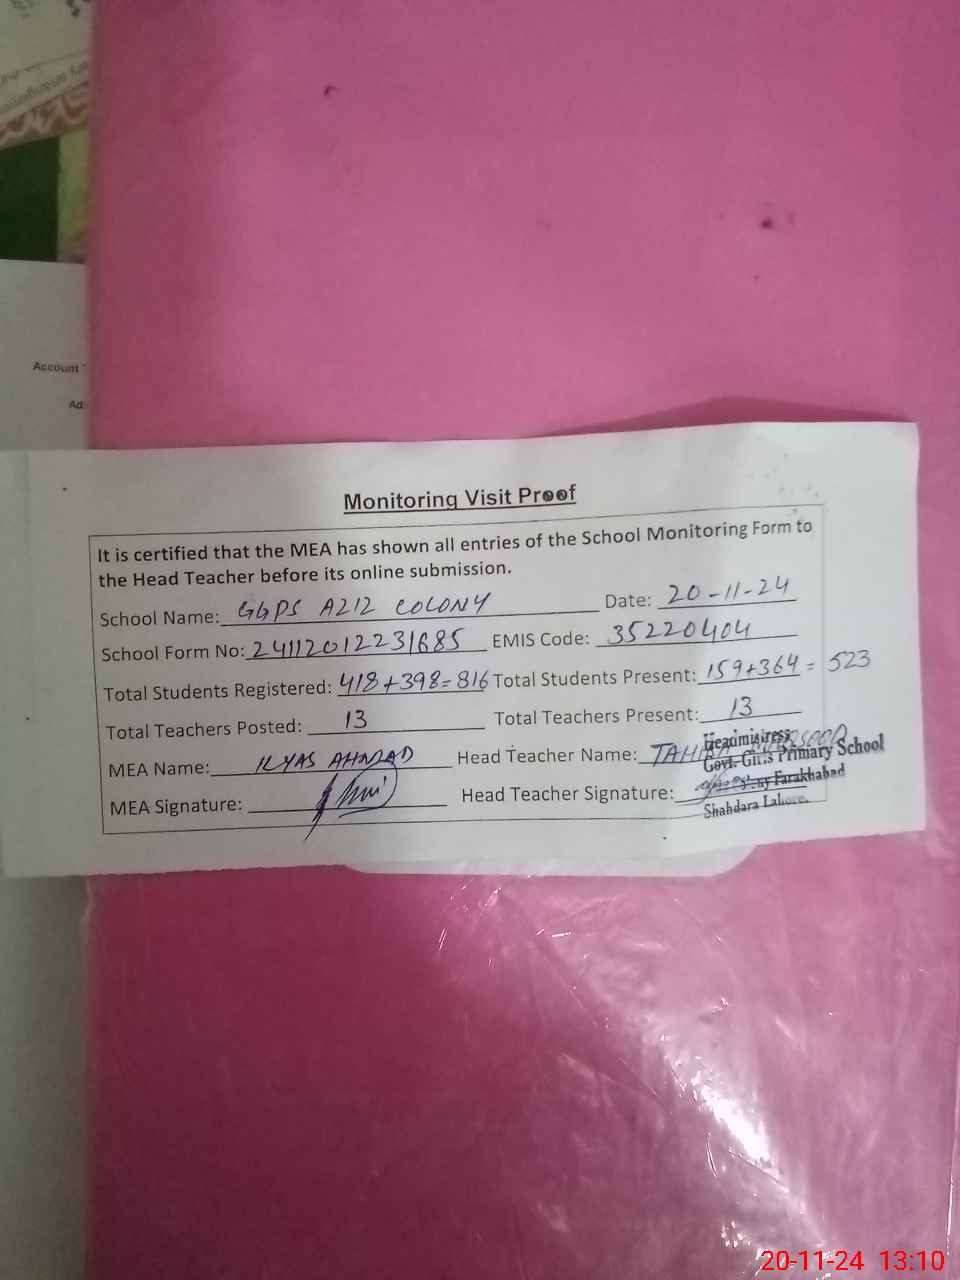 Account
Ad
Monitoring Visit Proof
It is certified that the MEA has shown all entries of the School Monitoring Form to
the Head Teacher before its online submission.
School Name: GGPS AZIZ COLONY Date: 20-11-24
School Form No: 24112012231685 EMIS Code: 35220404
Total Students Registered: 418+398=816 Total Students Present: 159+364 = 523
Total Teachers Posted: 13 Total Teachers Present: 13
MEA Name: ILYAS AHMAD Head Teacher Name: TAHIRA
MEA Signature: Head Teacher Signature:
Headmistress
Govt. Girls Primary School
Farakhabad
Shahdara Lahore.
20-11-24 13:10